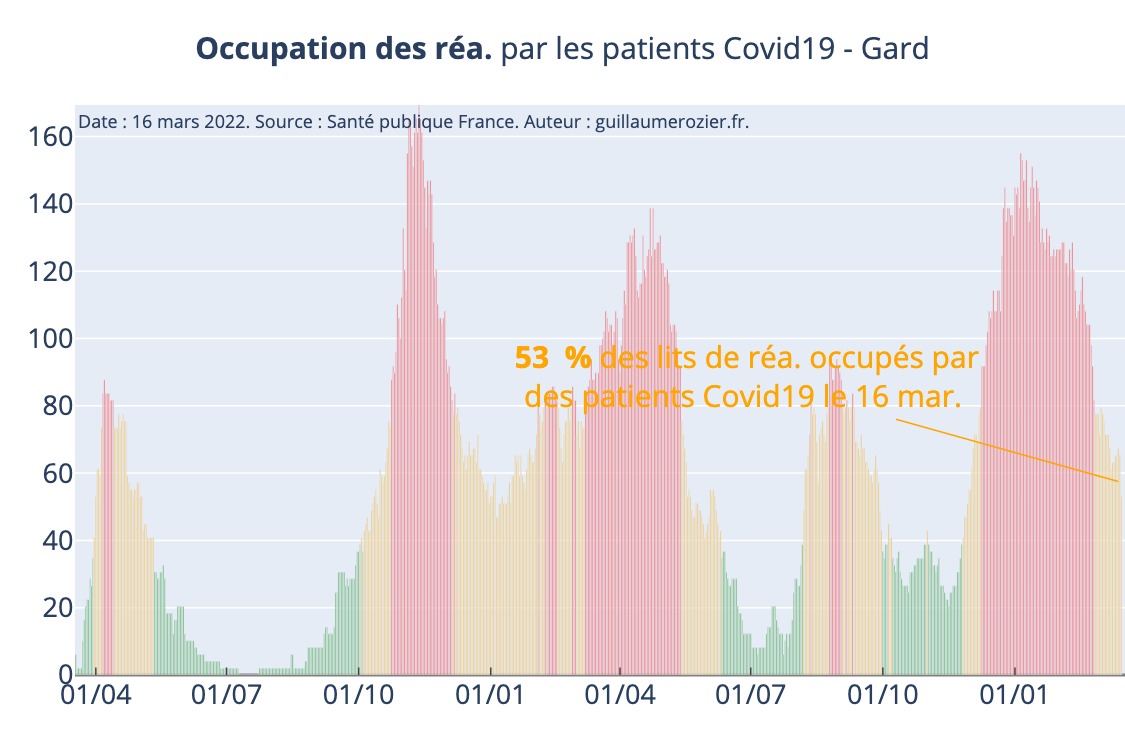 Occupation des réa. par les patients Covid19 - Gard
Date : 16 mars 2022. Source : Santé publique France. Auteur : guillaumerozier.fr.
160
140
120
100
80
60
40
20
0
53 % des lits de réa. occupés par
des patients Covid19 le 16 mar.
01/04 01/07 01/10 01/01 01/04 01/07 01/10 01/01